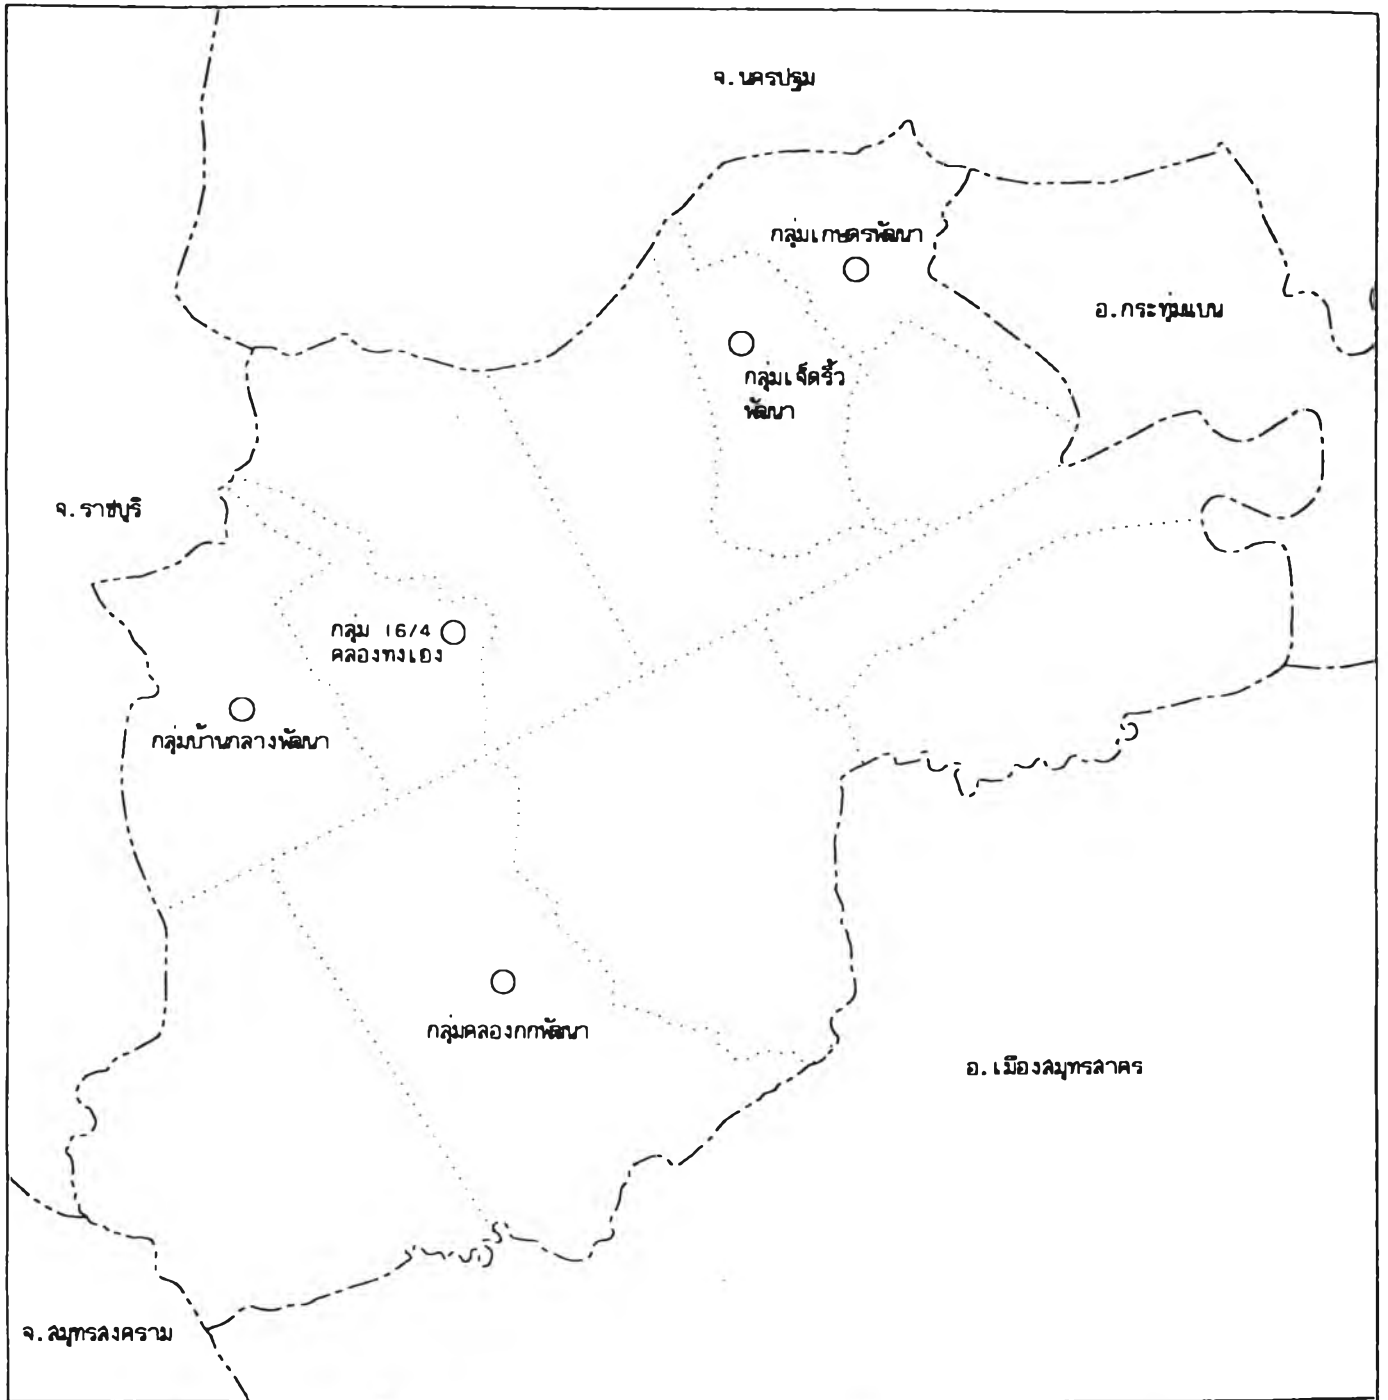 จ.นครปฐม
กลุ่มเกษตรพัฒนา
อ.กระทุ่มแบน
กลุ่มเจ็ดริ้ว
พัฒนา
จ.ราชบุรี
กลุ่ม 16/4
คลองทงเอง
กลุ่มบ้านกลางพัฒนา
กลุ่มคลองกกพัฒนา
อ.เมืองสมุทรสาคร
จ.สมุทรสงคราม